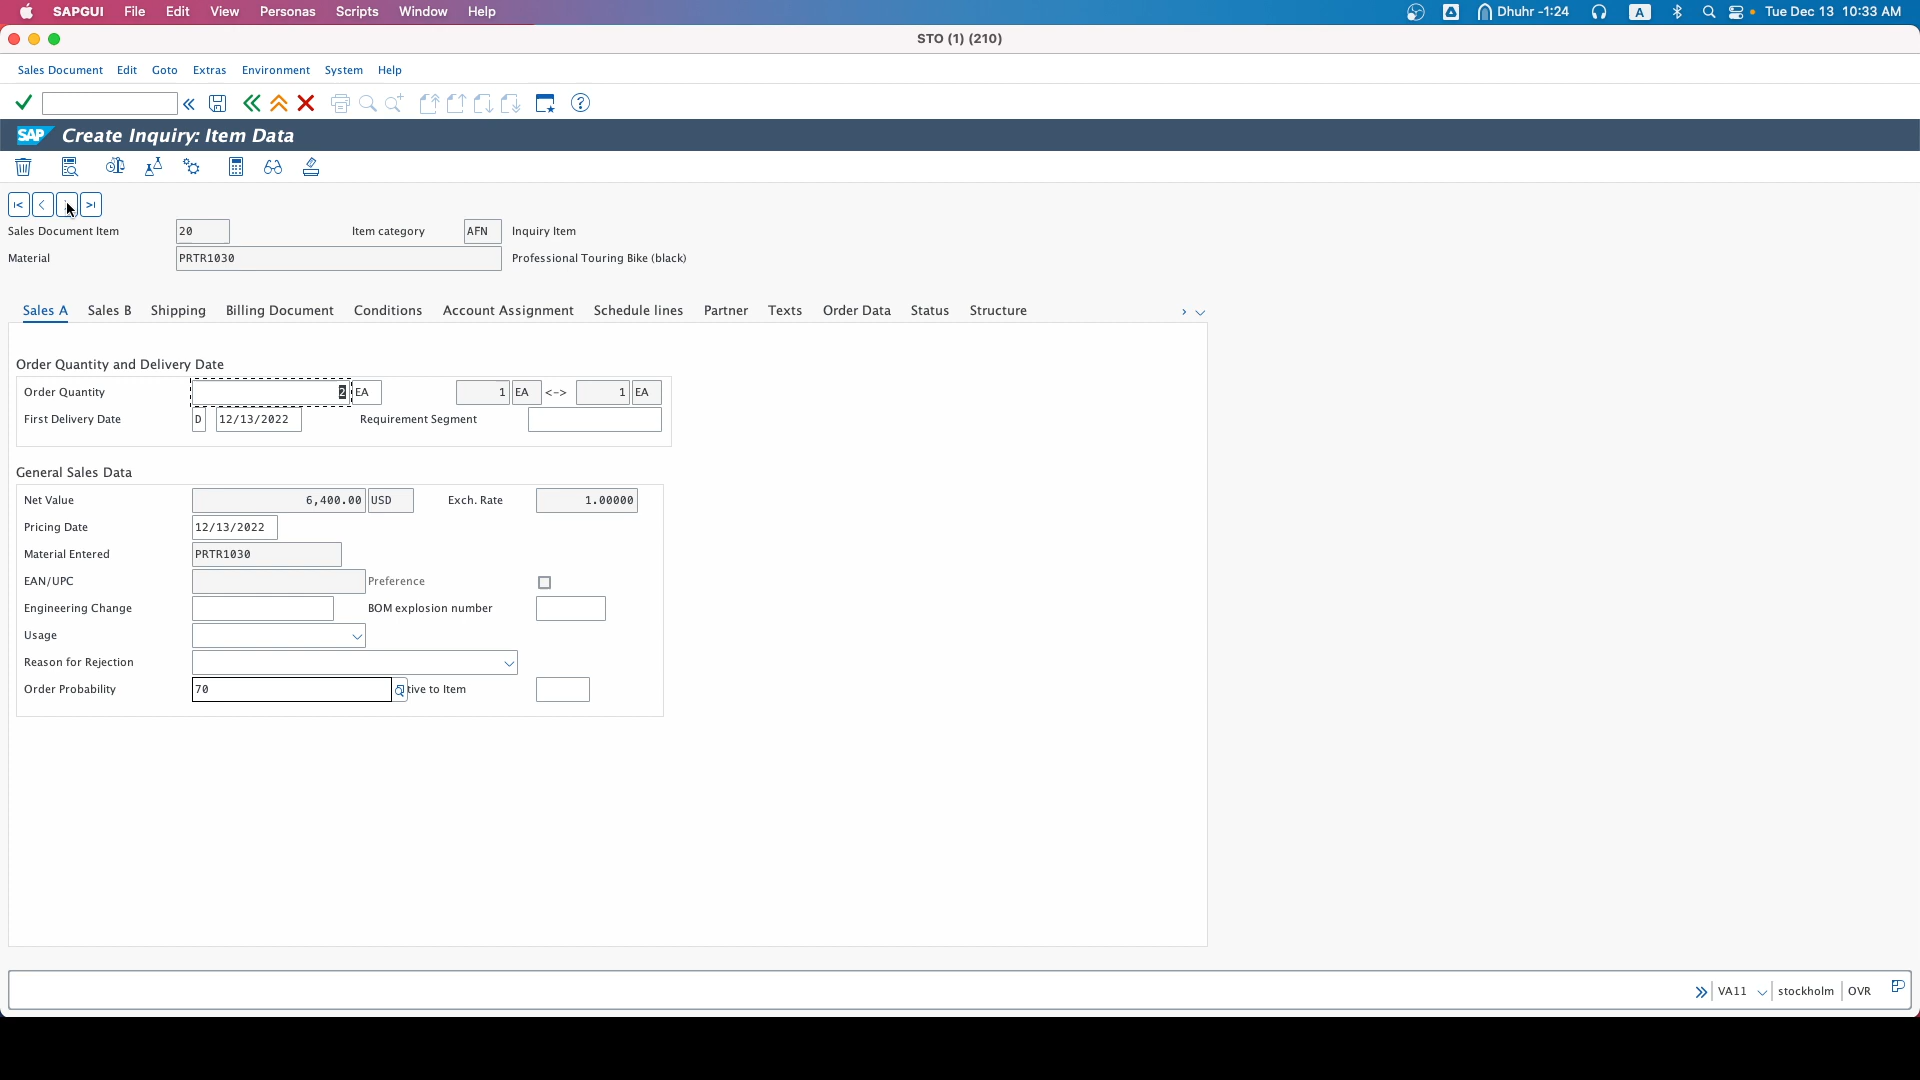 SAPGUI File Edit View Personas Scripts Window Help Dhuhr -1:24 A Tue Dec 13 10:33 AM
STO (1) (210)
Sales Document Edit Goto Extras Environment System Help
SAP Create Inquiry: Item Data
Sales Document Item 20 Item category AFN Inquiry Item
Material PRTR1030 Professional Touring Bike (black)
Sales A Sales B Shipping Billing Document Conditions Account Assignment Schedule lines Partner Texts Order Data Status Structure
Order Quantity and Delivery Date
Order Quantity 2 EA 1 EA <-> 1 EA
First Delivery Date D 12/13/2022 Requirement Segment
General Sales Data
Net Value 6,400.00 USD Exch. Rate 1.00000
Pricing Date 12/13/2022
Material Entered PRTR1030
EAN/UPC Preference
Engineering Change BOM explosion number
Usage
Reason for Rejection
Order Probability 70 tive to Item
VA11 stockholm OVR